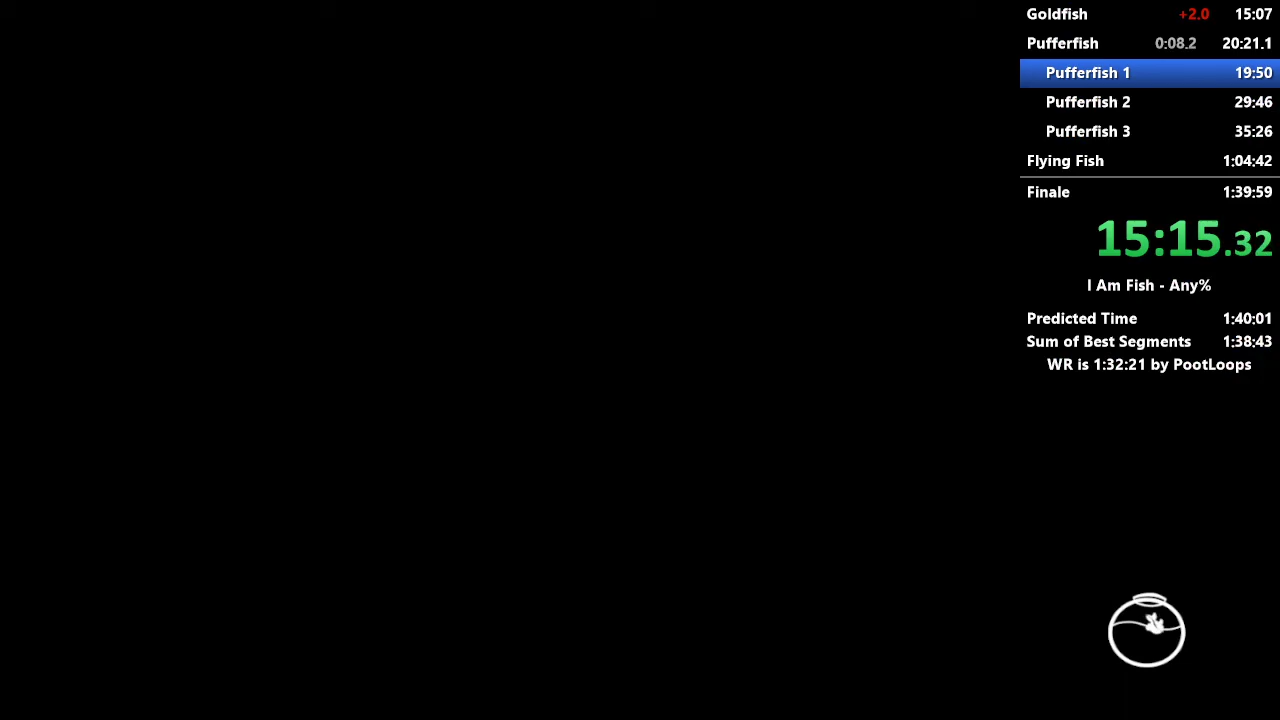 Goldfish +2.0 15:07
Pufferfish 0:08.2 20:21.1
Pufferfish 1 19:50
Pufferfish 2 29:46
Pufferfish 3 35:26
Flying Fish 1:04:42
Finale 1:39:59
15:15.32
I Am Fish - Any%
Predicted Time 1:40:01
Sum of Best Segments 1:38:43
WR is 1:32:21 by PootLoops